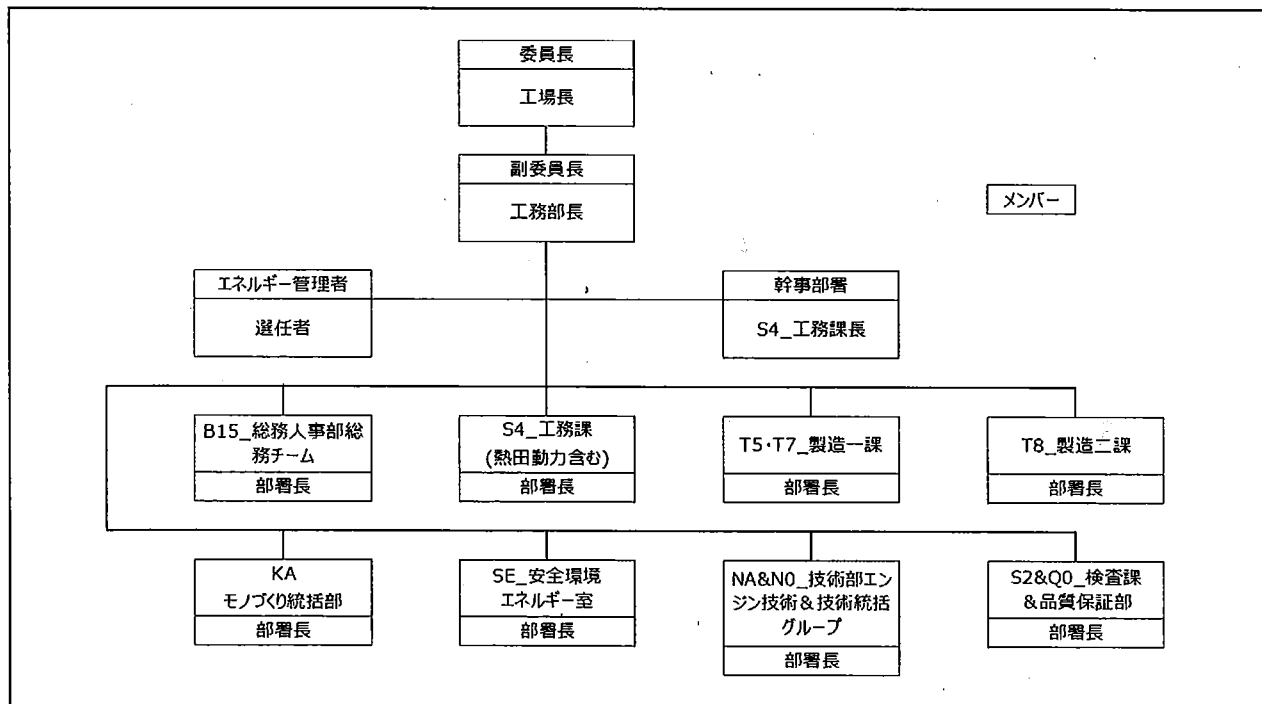 委員長
工場長
副委員長
工務部長
メンバー
エネルギー管理者
選任者
幹事部署
S4_工務課長
B15_総務人事部総
務チーム
部署長
S4_工務課
(熱田動力含む)
部署長
T5・T7_製造一課
部署長
T8_製造二課
部署長
KA
モノづくり統括部
部署長
SE_安全環境
エネルギー室
部署長
NA&N0_技術部エン
ジン技術&技術統括
グループ
部署長
S2&Q0_検査課
&品質保証部
部署長